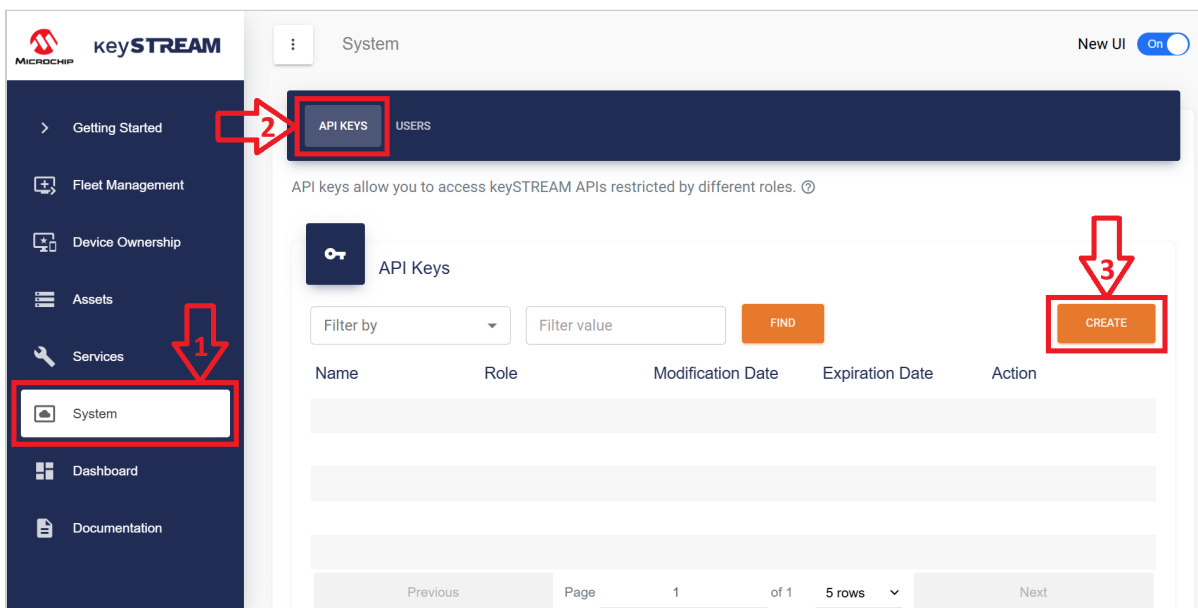 MICROCHIP
keySTREAM
System
New UI
On
Getting Started
Fleet Management
Device Ownership
Assets
Services
System
Dashboard
Documentation
1
2
API KEYS
USERS
API keys allow you to access keySTREAM APIs restricted by different roles. ?
API Keys
3
Filter by
Filter value
FIND
CREATE
Name
Role
Modification Date
Expiration Date
Action
Previous
Page
1
of 1
5 rows
Next